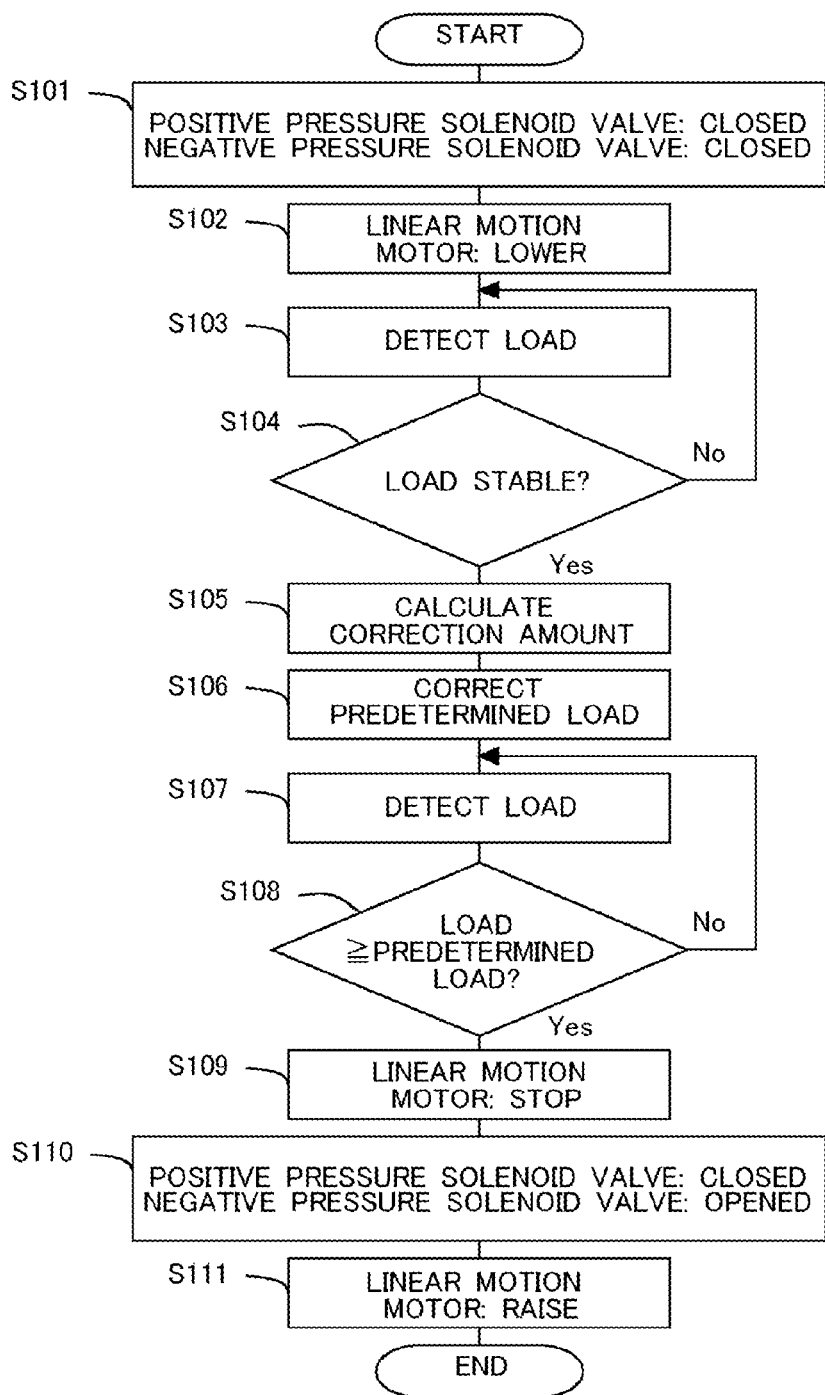 START
S101
POSITIVE PRESSURE SOLENOID VALVE: CLOSED
NEGATIVE PRESSURE SOLENOID VALVE: CLOSED
S102
LINEAR MOTION
MOTOR: LOWER
S103
DETECT LOAD
S104
LOAD STABLE?
No
Yes
S105
CALCULATE
CORRECTION AMOUNT
S106
CORRECT
PREDETERMINED LOAD
S107
DETECT LOAD
S108
LOAD
≧PREDETERMINED
LOAD?
No
Yes
S109
LINEAR MOTION
MOTOR: STOP
S110
POSITIVE PRESSURE SOLENOID VALVE: CLOSED
NEGATIVE PRESSURE SOLENOID VALVE: OPENED
S111
LINEAR MOTION
MOTOR: RAISE
END